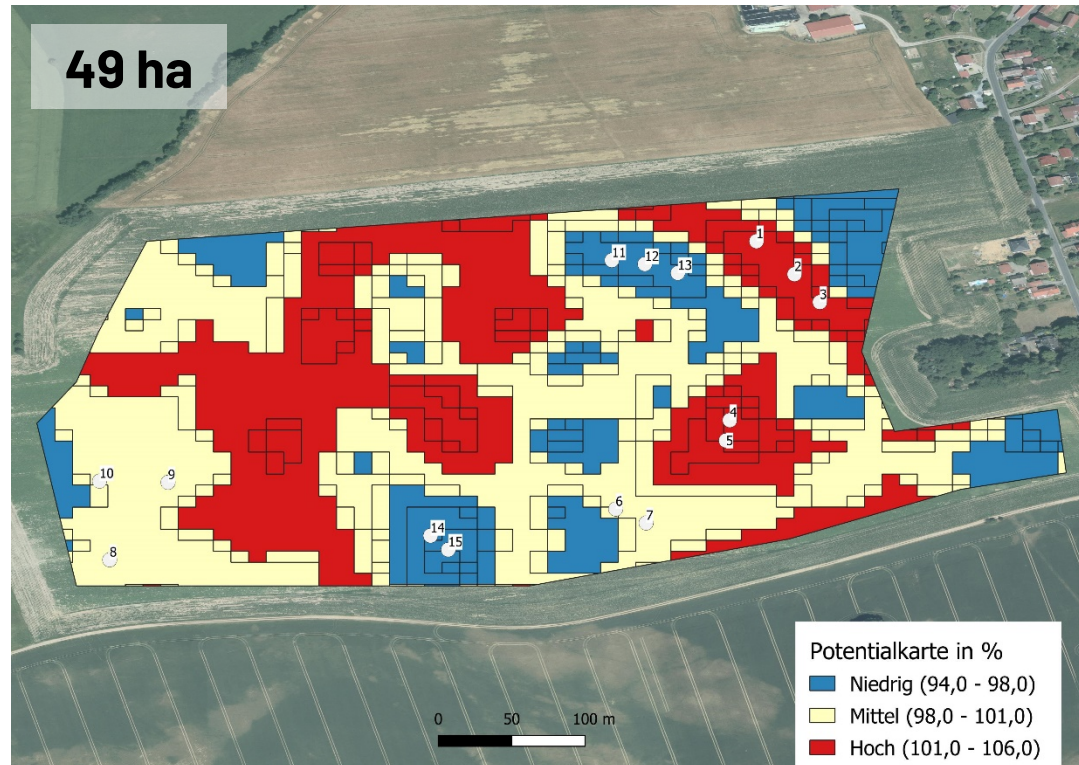 49 ha
1
11
12
13
2
3
4
5
10
9
6
7
14
15
8
Potentialkarte in %
Niedrig (94,0 - 98,0)
Mittel (98,0 - 101,0)
Hoch (101,0 - 106,0)
0 50 100 m